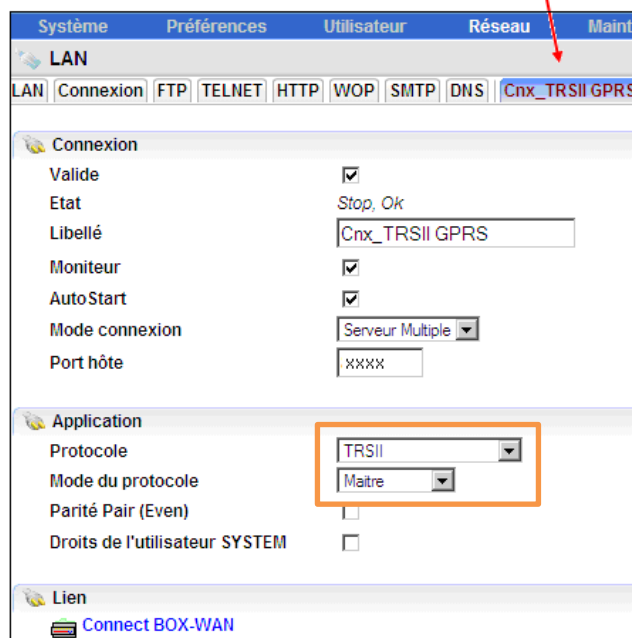 Système Préférences Utilisateur Réseau Maint
LAN
LAN Connexion FTP TELNET HTTP WOP SMTP DNS Cnx_TRSII GPRS
Connexion
Valide
Etat Stop, Ok
Libellé Cnx_TRSII GPRS
Moniteur
AutoStart
Mode connexion Serveur Multiple
Port hôte xxxx
Application
Protocole TRSII
Mode du protocole Maitre
Parité Pair (Even)
Droits de l'utilisateur SYSTEM
Lien
Connect BOX-WAN